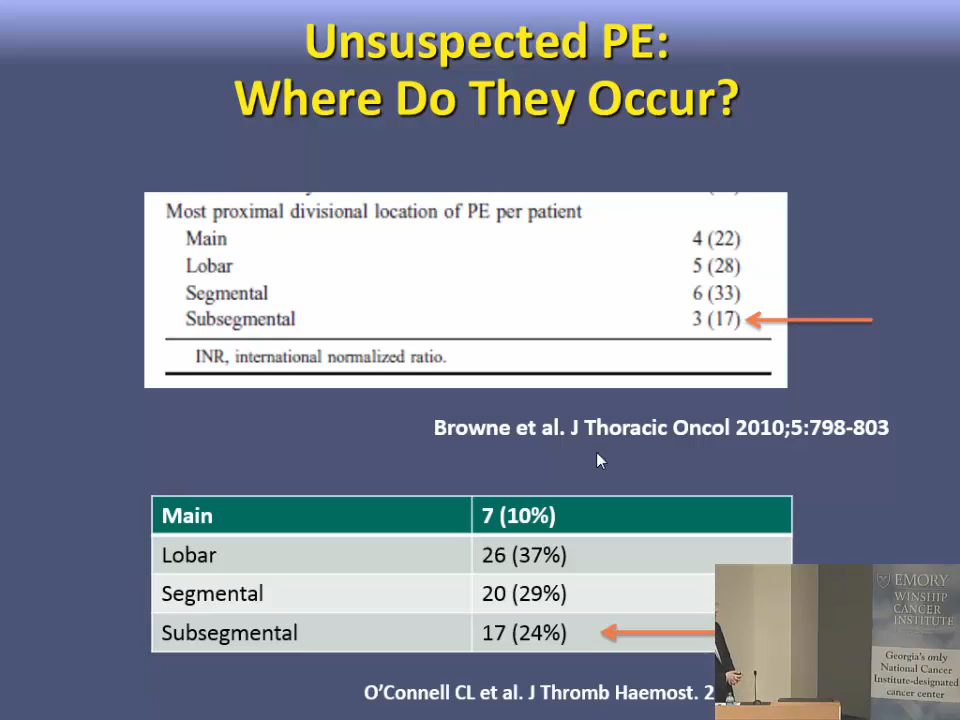 Unsuspected PE:
Where Do They Occur?
Most proximal divisional location of PE per patient
Main 4 (22)
Lobar 5 (28)
Segmental 6 (33)
Subsegmental 3 (17)
INR, international normalized ratio.
Browne et al. J Thoracic Oncol 2010;5:798-803
Main 7 (10%)
Lobar 26 (37%)
Segmental 20 (29%)
Subsegmental 17 (24%)
O'Connell CL et al. J Thromb Haemost. 2
EMORY
WINSHIP
CANCER
INSTITUTE
Georgia's only
National Cancer
Institute-designated
cancer center